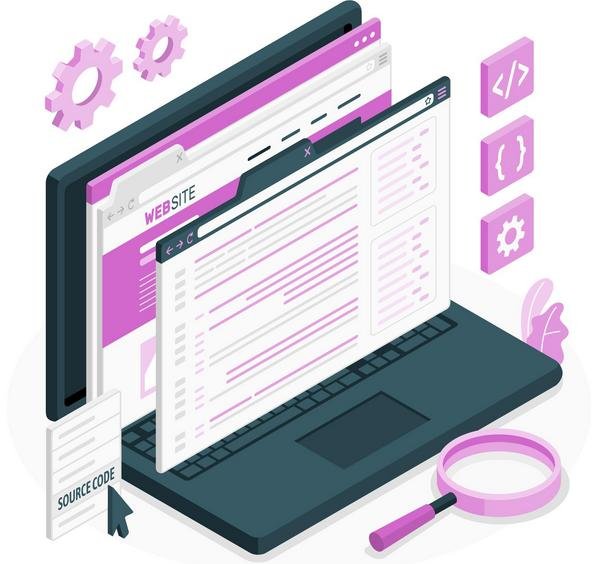 WEBSITE
</>
{ }
SOURCE CODE